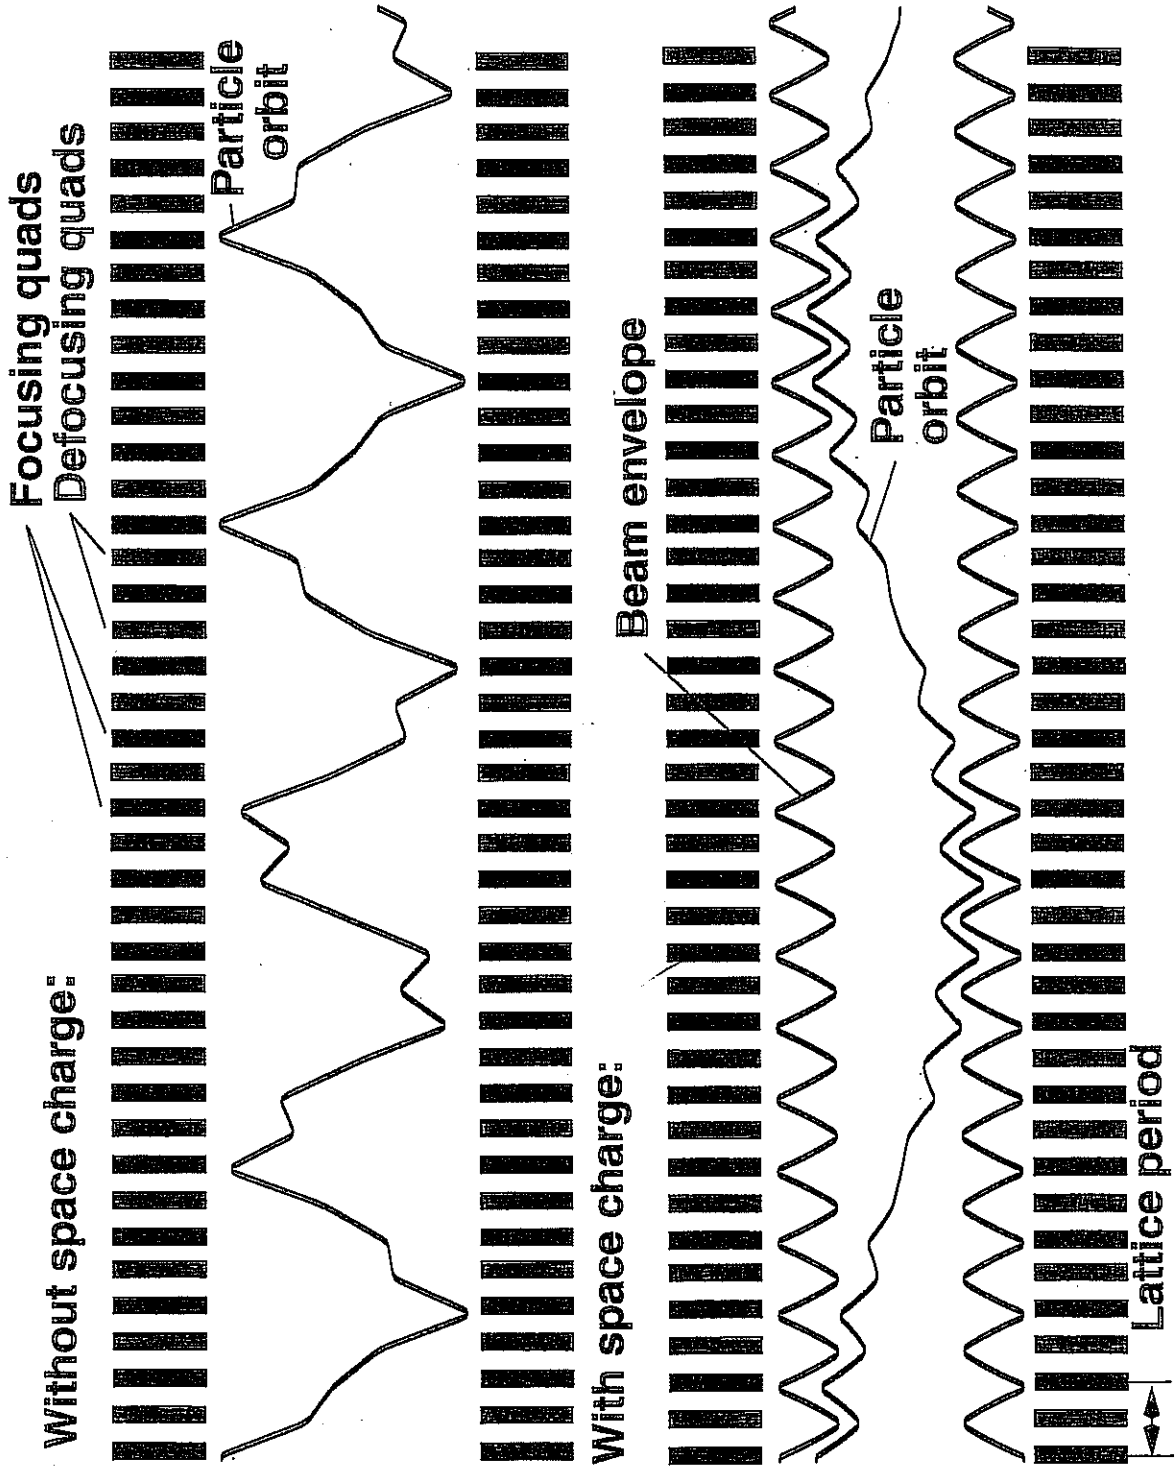 Focusing quads
Defocusing quads
Without space charge:
Particle
orbit
With space charge:
Beam envelope
Particle
orbit
Lattice period